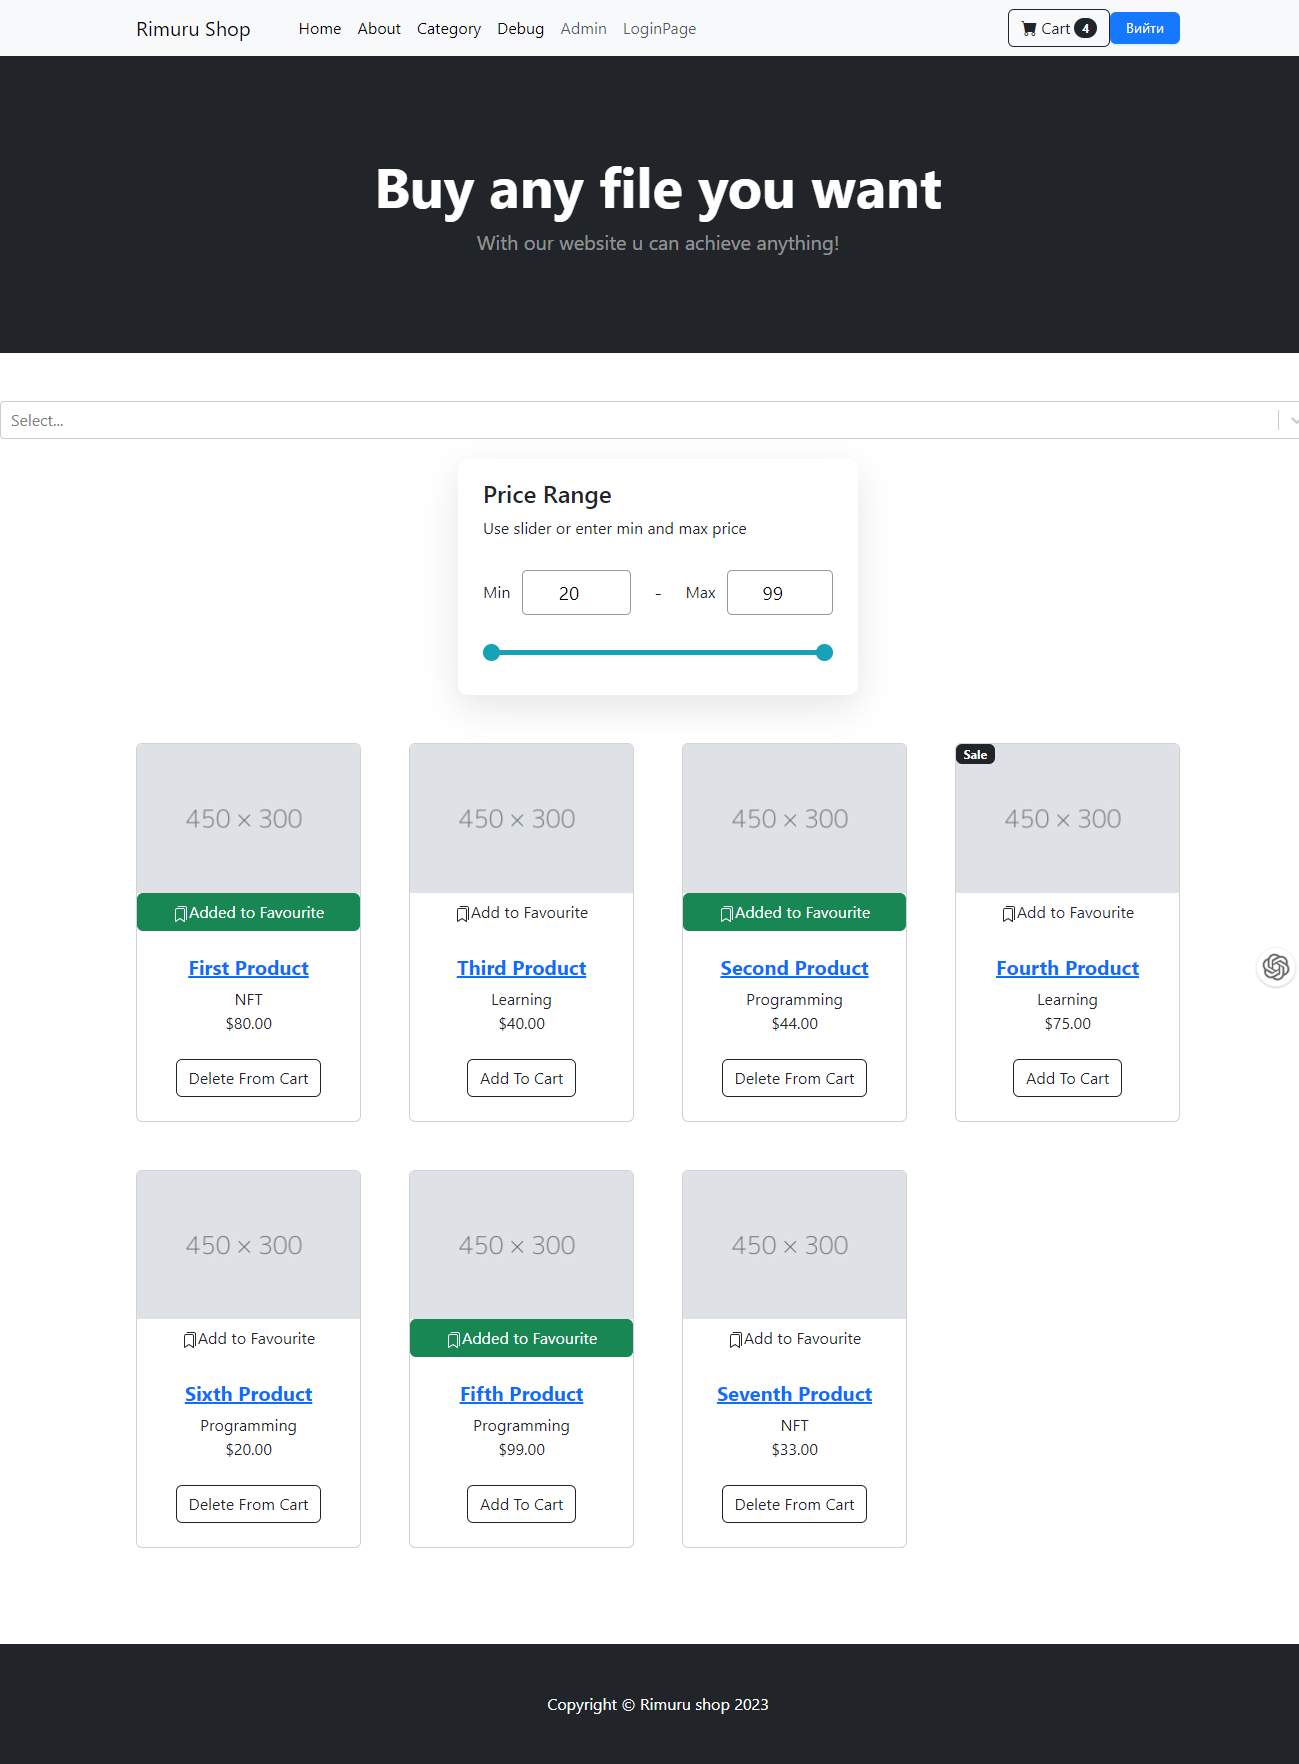 Rimuru Shop Home About Category Debug Admin LoginPage Cart 4 Вийти
Buy any file you want
With our website u can achieve anything!
Select...
Price Range
Use slider or enter min and max price
Min 20 - Max 99
450 × 300 450 × 300 450 × 300 Sale 450 × 300
Added to Favourite Add to Favourite Added to Favourite Add to Favourite
First Product Third Product Second Product Fourth Product
NFT Learning Programming Learning
$80.00 $40.00 $44.00 $75.00
Delete From Cart Add To Cart Delete From Cart Add To Cart
450 × 300 450 × 300 450 × 300
Add to Favourite Added to Favourite Add to Favourite
Sixth Product Fifth Product Seventh Product
Programming Programming NFT
$20.00 $99.00 $33.00
Delete From Cart Add To Cart Delete From Cart
Copyright © Rimuru shop 2023